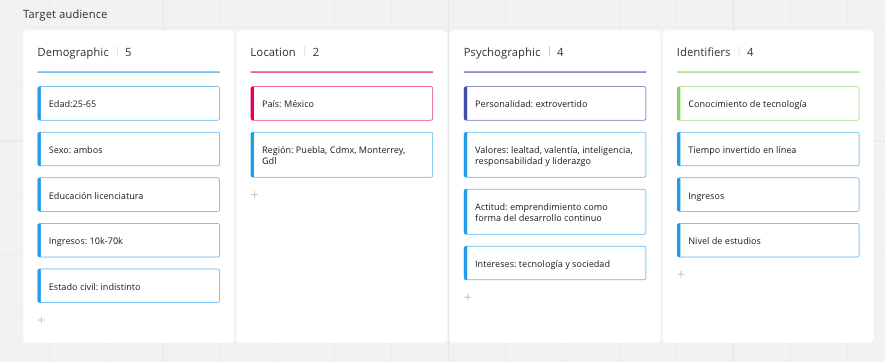 Target audience
Demographic | 5
Edad:25-65
Sexo: ambos
Educación licenciatura
Ingresos: 10k-70k
Estado civil: indistinto
+
Location | 2
País: México
Región: Puebla, Cdmx, Monterrey,
Gdl
+
Psychographic | 4
Personalidad: extrovertido
Valores: lealtad, valentía, inteligencia,
responsabilidad y liderazgo
Actitud: emprendimiento como
forma del desarrollo continuo
Intereses: tecnología y sociedad
+
Identifiers | 4
Conocimiento de tecnología
Tiempo invertido en línea
Ingresos
Nivel de estudios
+